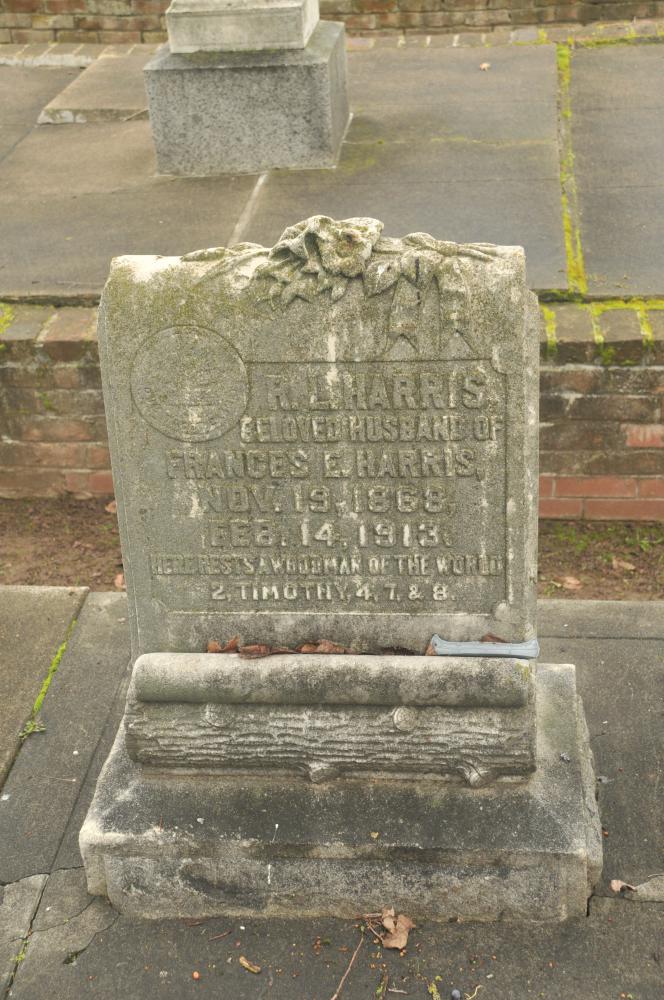 R. L. HARRIS.
BELOVED HUSBAND OF
FRANCES E. HARRIS,
NOV. 19, 1868
FEB. 14, 1913.
HERE RESTS A WOODMAN OF THE WORLD
2, TIMOTHY, 4, 7, & 8.